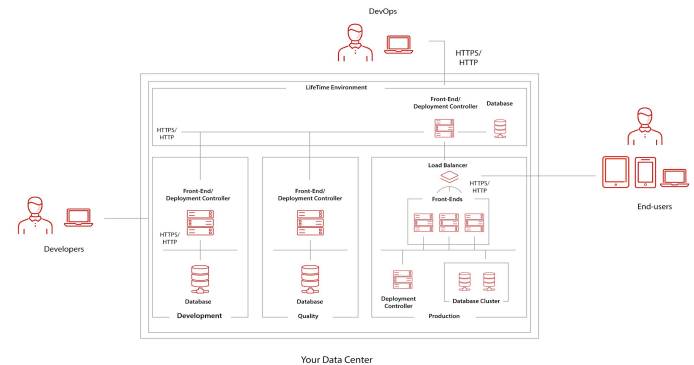 DevOps
HTTPS/
HTTP
LifeTime Environment
Front-End/
Deployment Controller
Database
HTTPS/
HTTP
Load Balancer
HTTPS/
HTTP
Front-End/
Deployment Controller
Front-End/
Deployment Controller
Front-Ends
End-users
HTTPS/
HTTP
Developers
Database
Database
Deployment
Controller
Database Cluster
Development
Quality
Production
Your Data Center